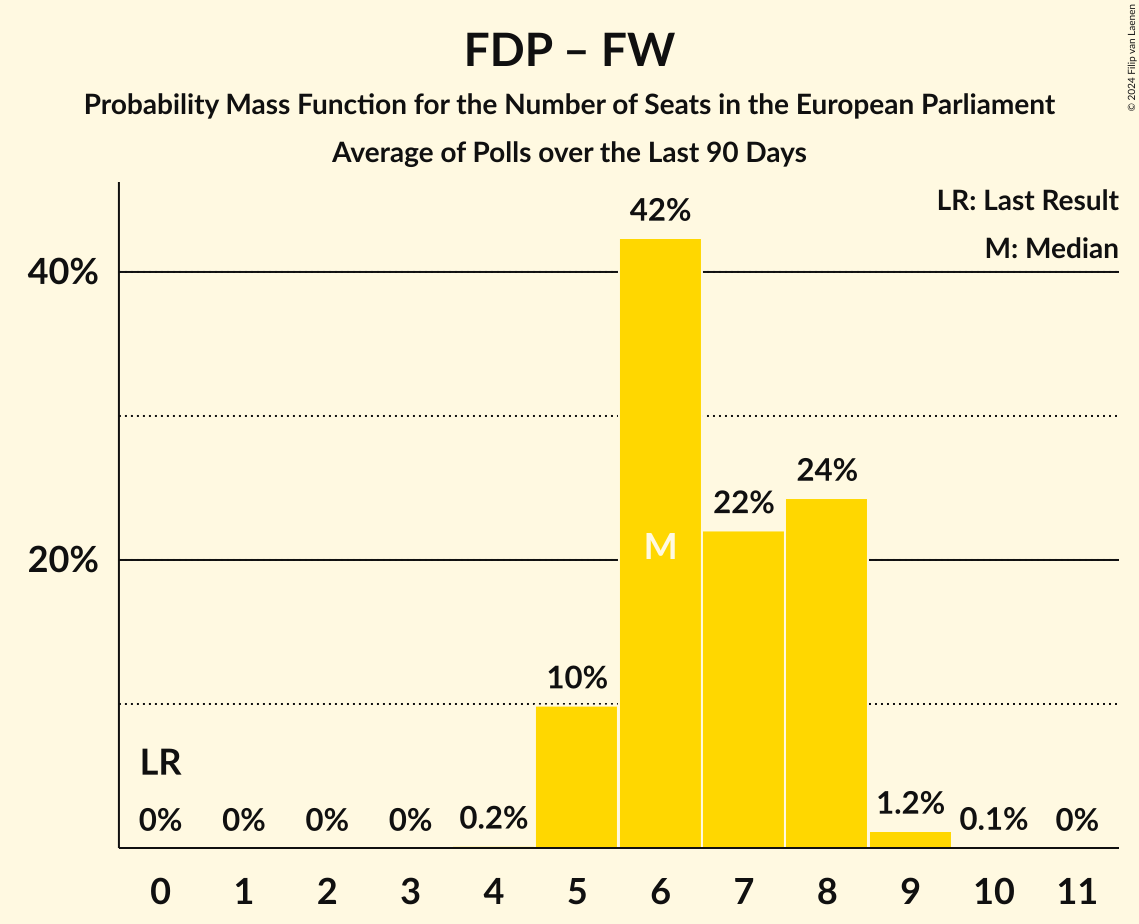 FDP – FW
Probability Mass Function for the Number of Seats in the European Parliament
Average of Polls over the Last 90 Days
© 2024 Filip van Laenen
LR: Last Result
M: Median
42%
40%
24%
22%
M
20%
10%
LR
1.2%
0% 0% 0% 0% 0.2% 0.1% 0%
0 1 2 3 4 5 6 7 8 9 10 11